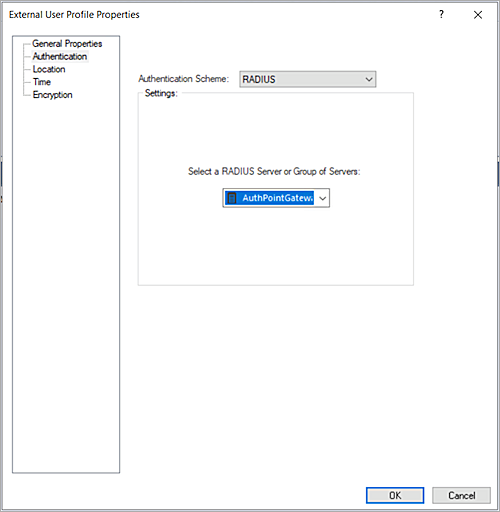 External User Profile Properties
?
General Properties
Authentication
Location
Time
Encryption
Authentication Scheme: RADIUS
Settings:
Select a RADIUS Server or Group of Servers:
AuthPointGatew
OK Cancel